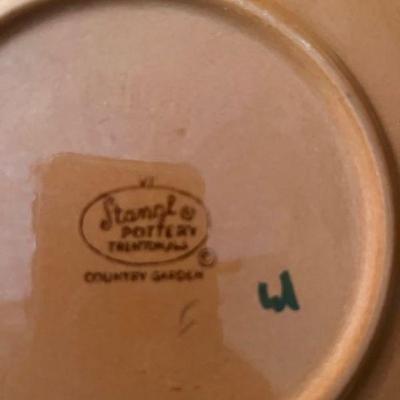 Stangl ®
POTTERY
TRENTON, N.J.
©
COUNTRY GARDEN